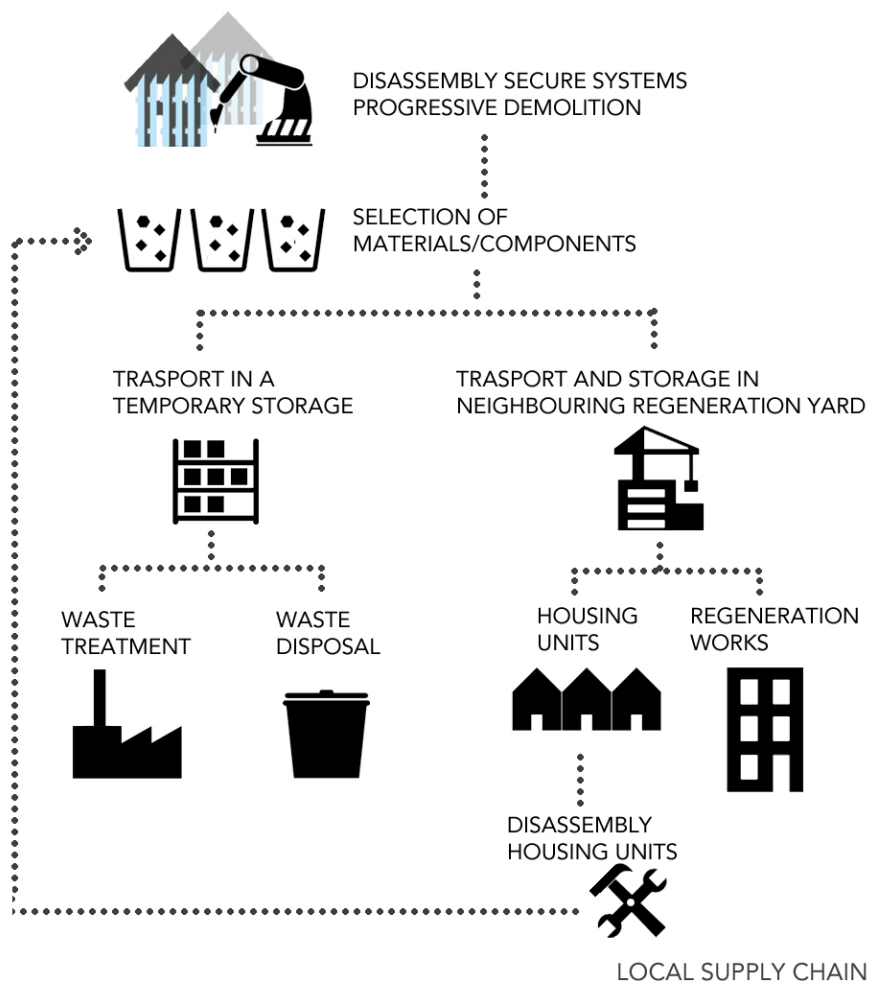 DISASSEMBLY SECURE SYSTEMS
PROGRESSIVE DEMOLITION
SELECTION OF
MATERIALS/COMPONENTS
TRASPORT IN A
TEMPORARY STORAGE
TRASPORT AND STORAGE IN
NEIGHBOURING REGENERATION YARD
WASTE
TREATMENT
WASTE
DISPOSAL
HOUSING
UNITS
REGENERATION
WORKS
DISASSEMBLY
HOUSING UNITS
LOCAL SUPPLY CHAIN